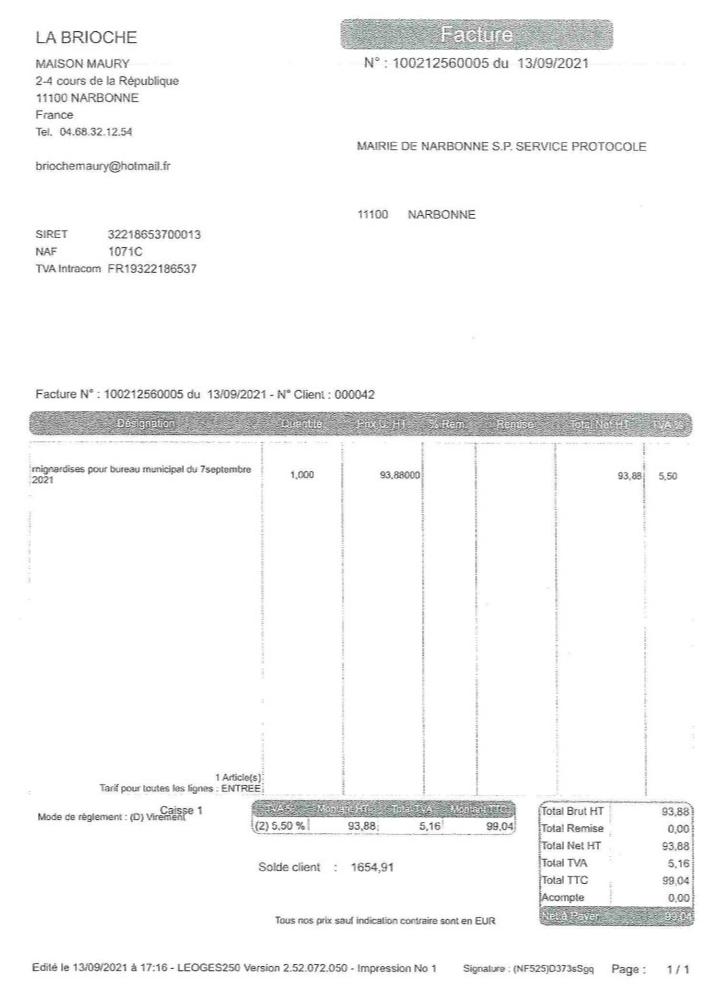 LA BRIOCHE
MAISON MAURY
2-4 cours de la République
11100 NARBONNE
France
Tel. 04.68.32.12.54
briochemaury@hotmail.fr
Facture
N° : 100212560005 du 13/09/2021
MAIRIE DE NARBONNE S.P. SERVICE PROTOCOLE
11100 NARBONNE
SIRET 32218653700013
NAF 1071C
TVA Intracom FR19322186537
Facture N° : 100212560005 du 13/09/2021 - N° Client : 000042
Désignation Quantité Prix U. HT % Rem. Remise Total Net HT TVA %
mignardises pour bureau municipal du 7septembre 1,000 93,88000 93,88 5,50
2021
1 Article(s)
Tarif pour toutes les lignes : ENTREE
Caisse 1
Mode de règlement : (D) Virement
TVA % Montant HT Total TVA Montant TTC
(2) 5,50 % 93,88 5,16 99,04
Solde client : 1654,91
Tous nos prix sauf indication contraire sont en EUR
Total Brut HT 93,88
Total Remise 0,00
Total Net HT 93,88
Total TVA 5,16
Total TTC 99,04
Acompte 0,00
Net à Payer 99,04
Edité le 13/09/2021 à 17:16 - LEOGES250 Version 2.52.072.050 - Impression No 1 Signature : (NF525)D373sSgq Page : 1 / 1